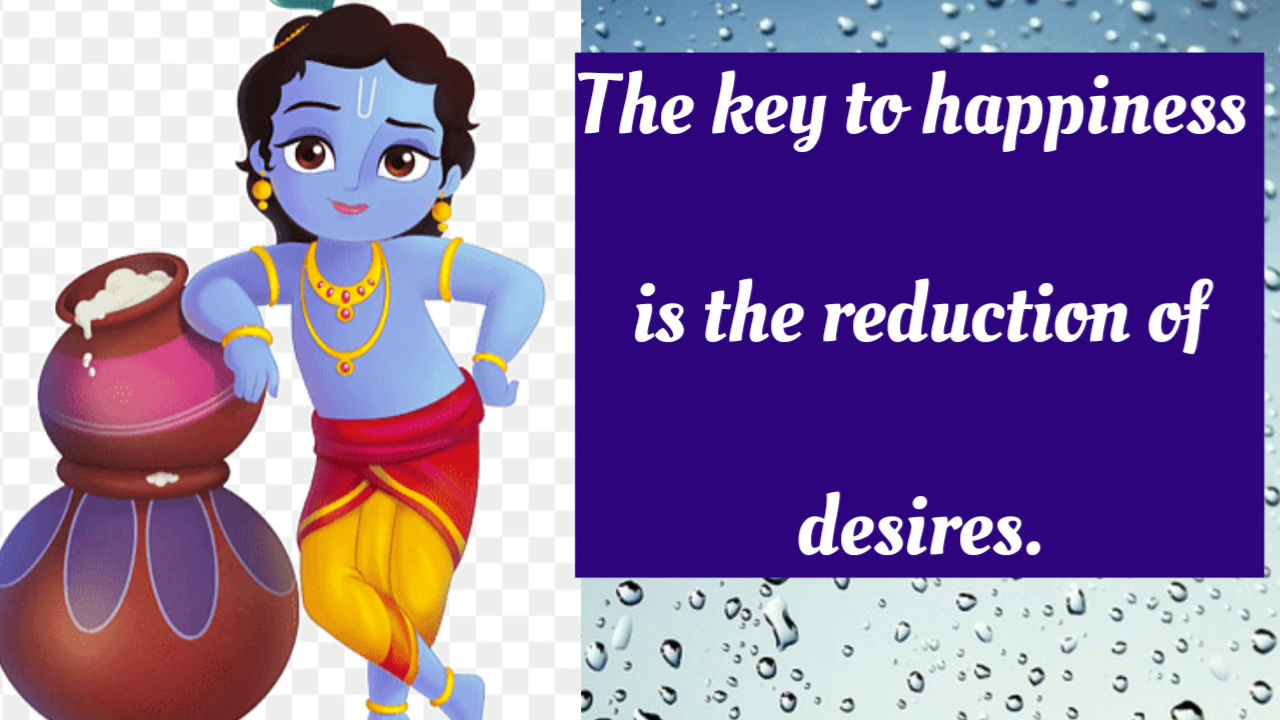 The key to happiness
is the reduction of
desires.